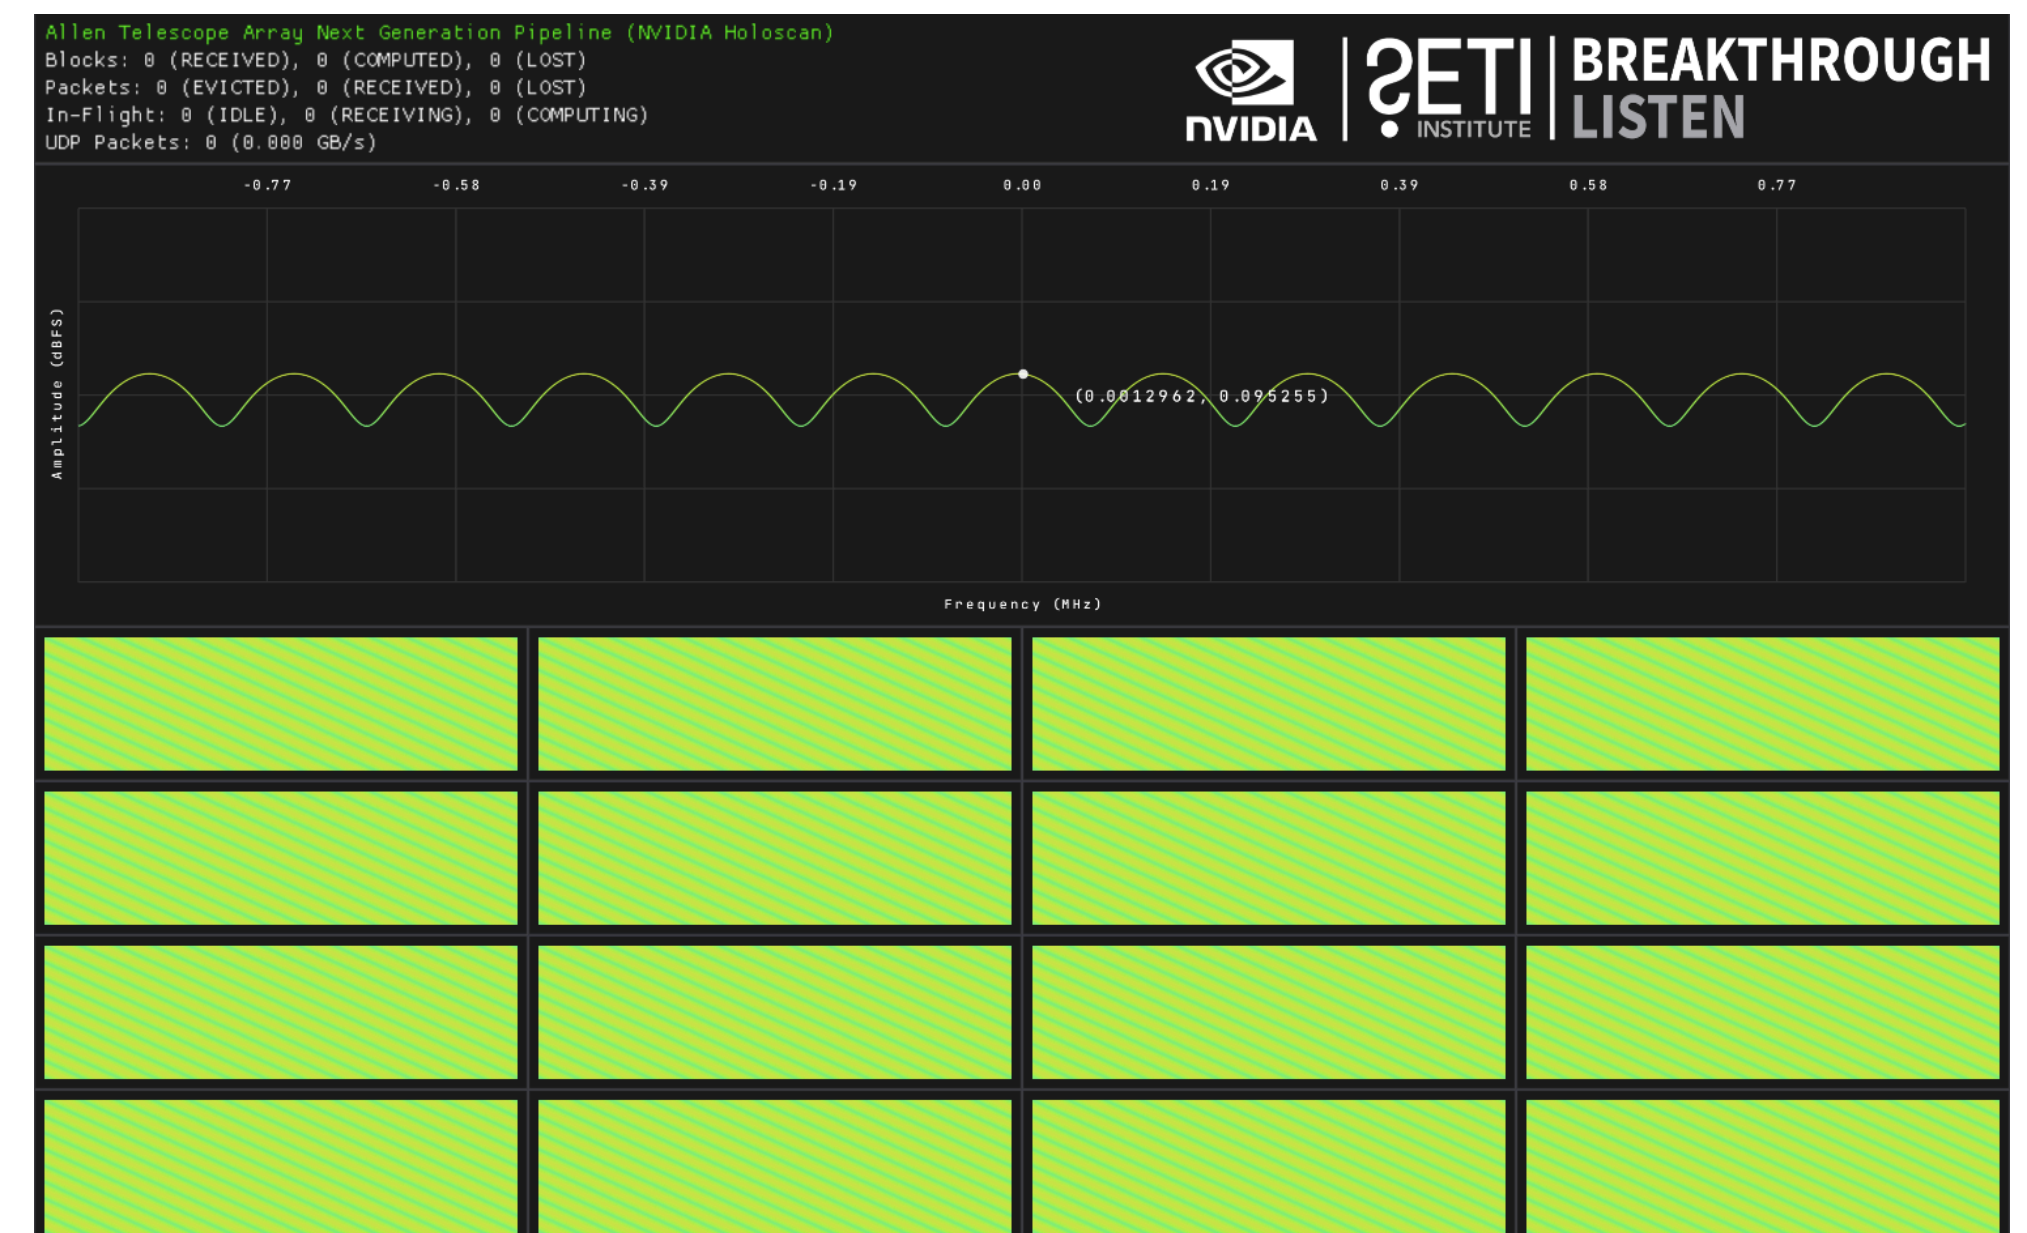 Allen Telescope Array Next Generation Pipeline (NVIDIA Holoscan)
Blocks: 0 (RECEIVED), 0 (COMPUTED), 0 (LOST)
Packets: 0 (EVICTED), 0 (RECEIVED), 0 (LOST)
In-Flight: 0 (IDLE), 0 (RECEIVING), 0 (COMPUTING)
UDP Packets: 0 (0.000 GB/s)
NVIDIA
SETI
INSTITUTE
BREAKTHROUGH
LISTEN
-0.77 -0.58 -0.39 -0.19 0.00 0.19 0.39 0.58 0.77
Amplitude (dBFS)
(0.0012962, 0.095255)
Frequency (MHz)